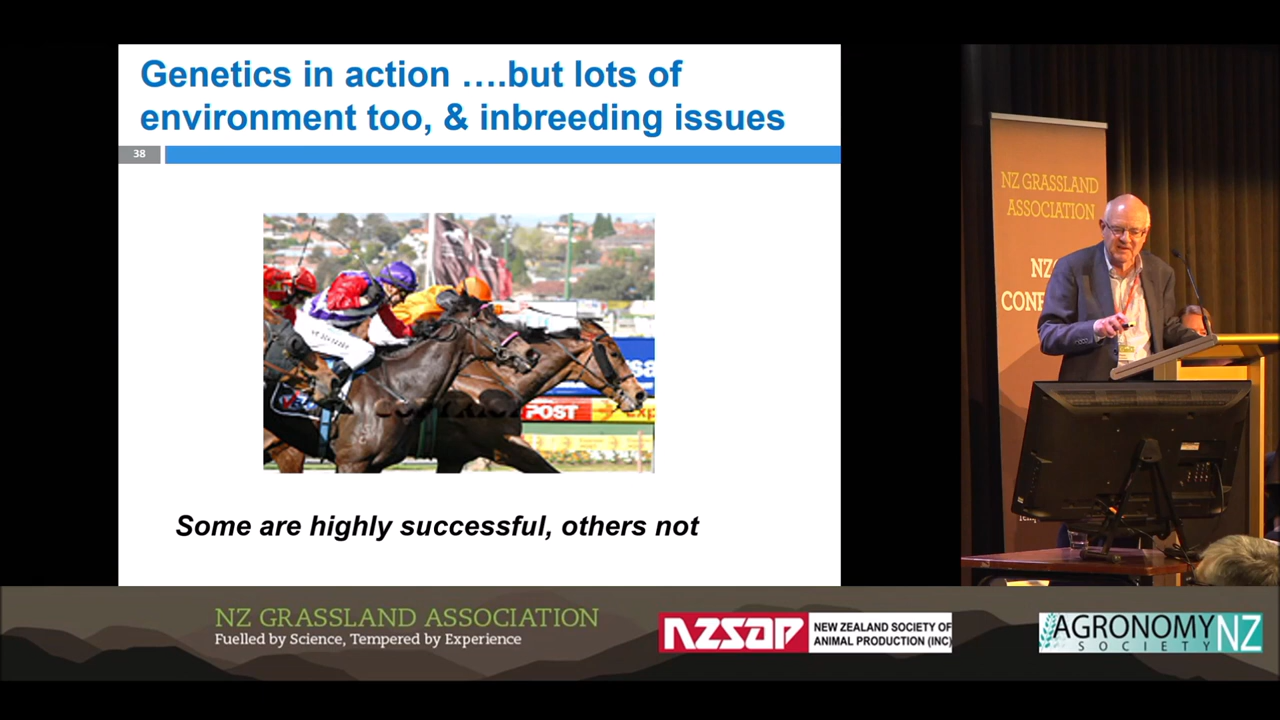 Genetics in action ….but lots of
environment too, & inbreeding issues
38
POST
Some are highly successful, others not
NZ GRASSLAND
ASSOCIATION
NZ GRASSLAND ASSOCIATION
Fuelled by Science, Tempered by Experience
NZSAP
NEW ZEALAND SOCIETY OF
ANIMAL PRODUCTION (INC)
AGRONOMY NZ
SOCIETY